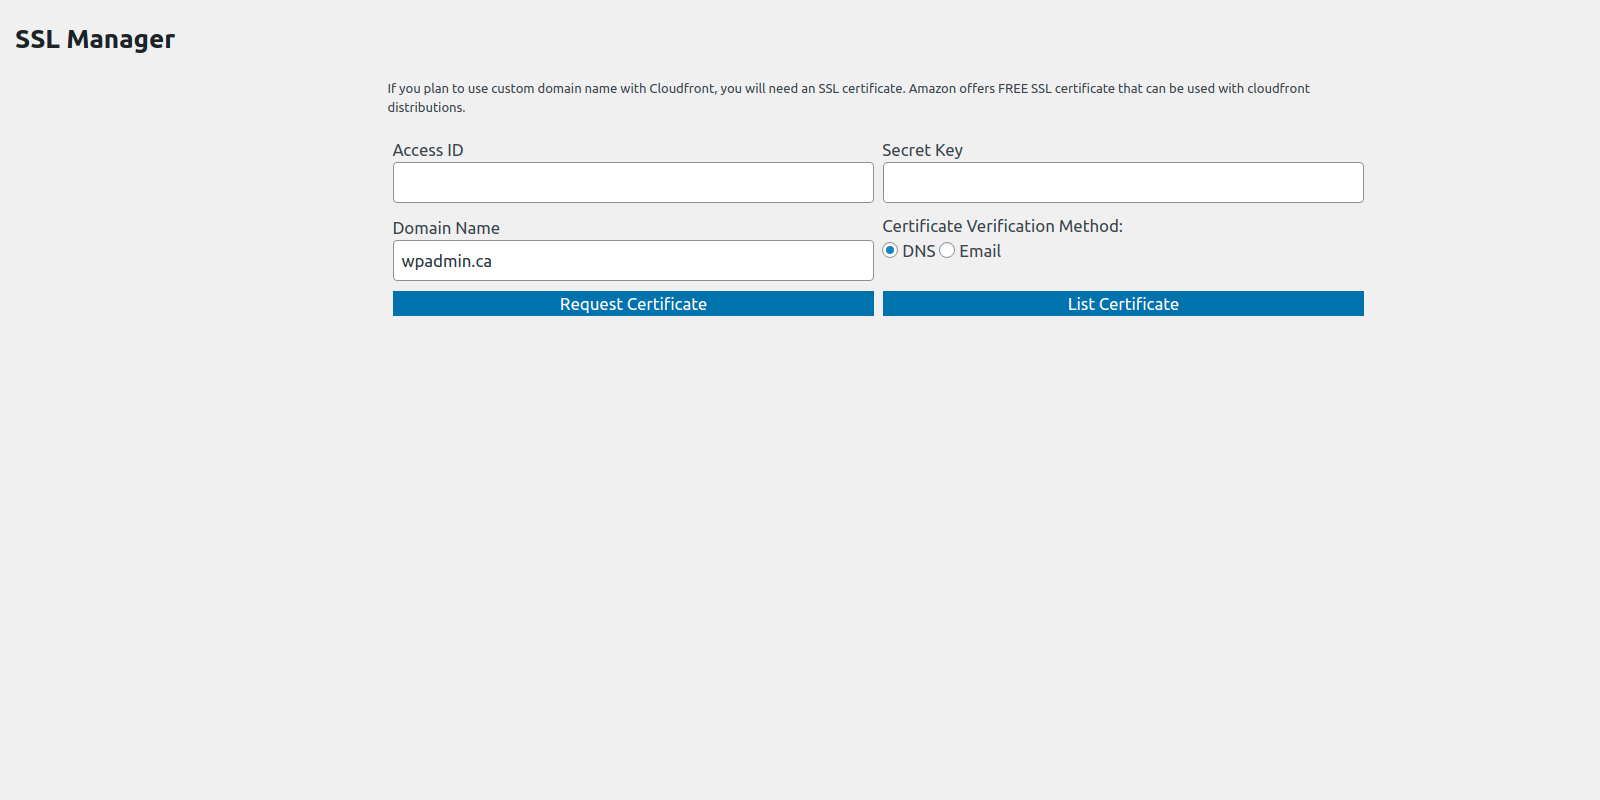 SSL Manager
If you plan to use custom domain name with Cloudfront, you will need an SSL certificate. Amazon offers FREE SSL certificate that can be used with cloudfront
distributions.
Access ID
Secret Key
Domain Name
wpadmin.ca
Certificate Verification Method:
DNS Email
Request Certificate
List Certificate